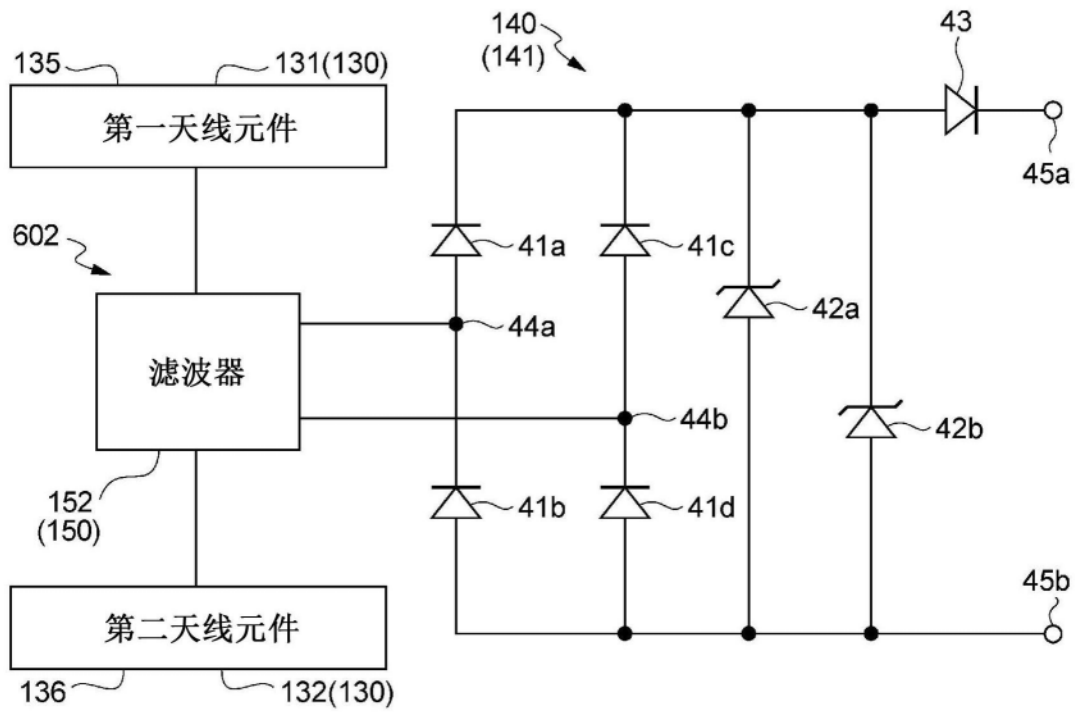 140
(141)
43
135
131(130)
第一天线元件
45a
602
41a
41c
44a
42a
滤波器
44b
42b
152
(150)
41b
41d
第二天线元件
45b
136
132(130)